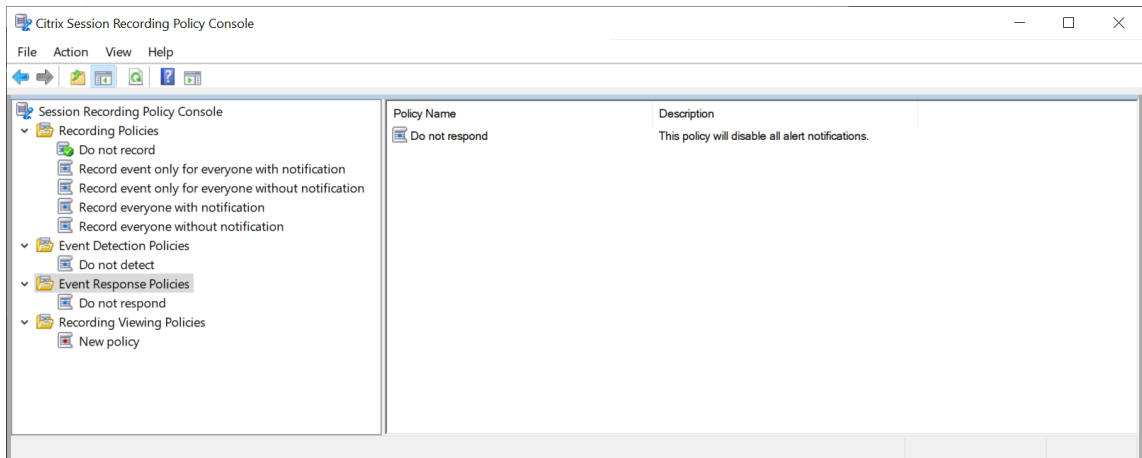 Citrix Session Recording Policy Console
File Action View Help
Session Recording Policy Console
Recording Policies
Do not record
Record event only for everyone with notification
Record event only for everyone without notification
Record everyone with notification
Record everyone without notification
Event Detection Policies
Do not detect
Event Response Policies
Do not respond
Recording Viewing Policies
New policy
Policy Name Description
Do not respond This policy will disable all alert notifications.